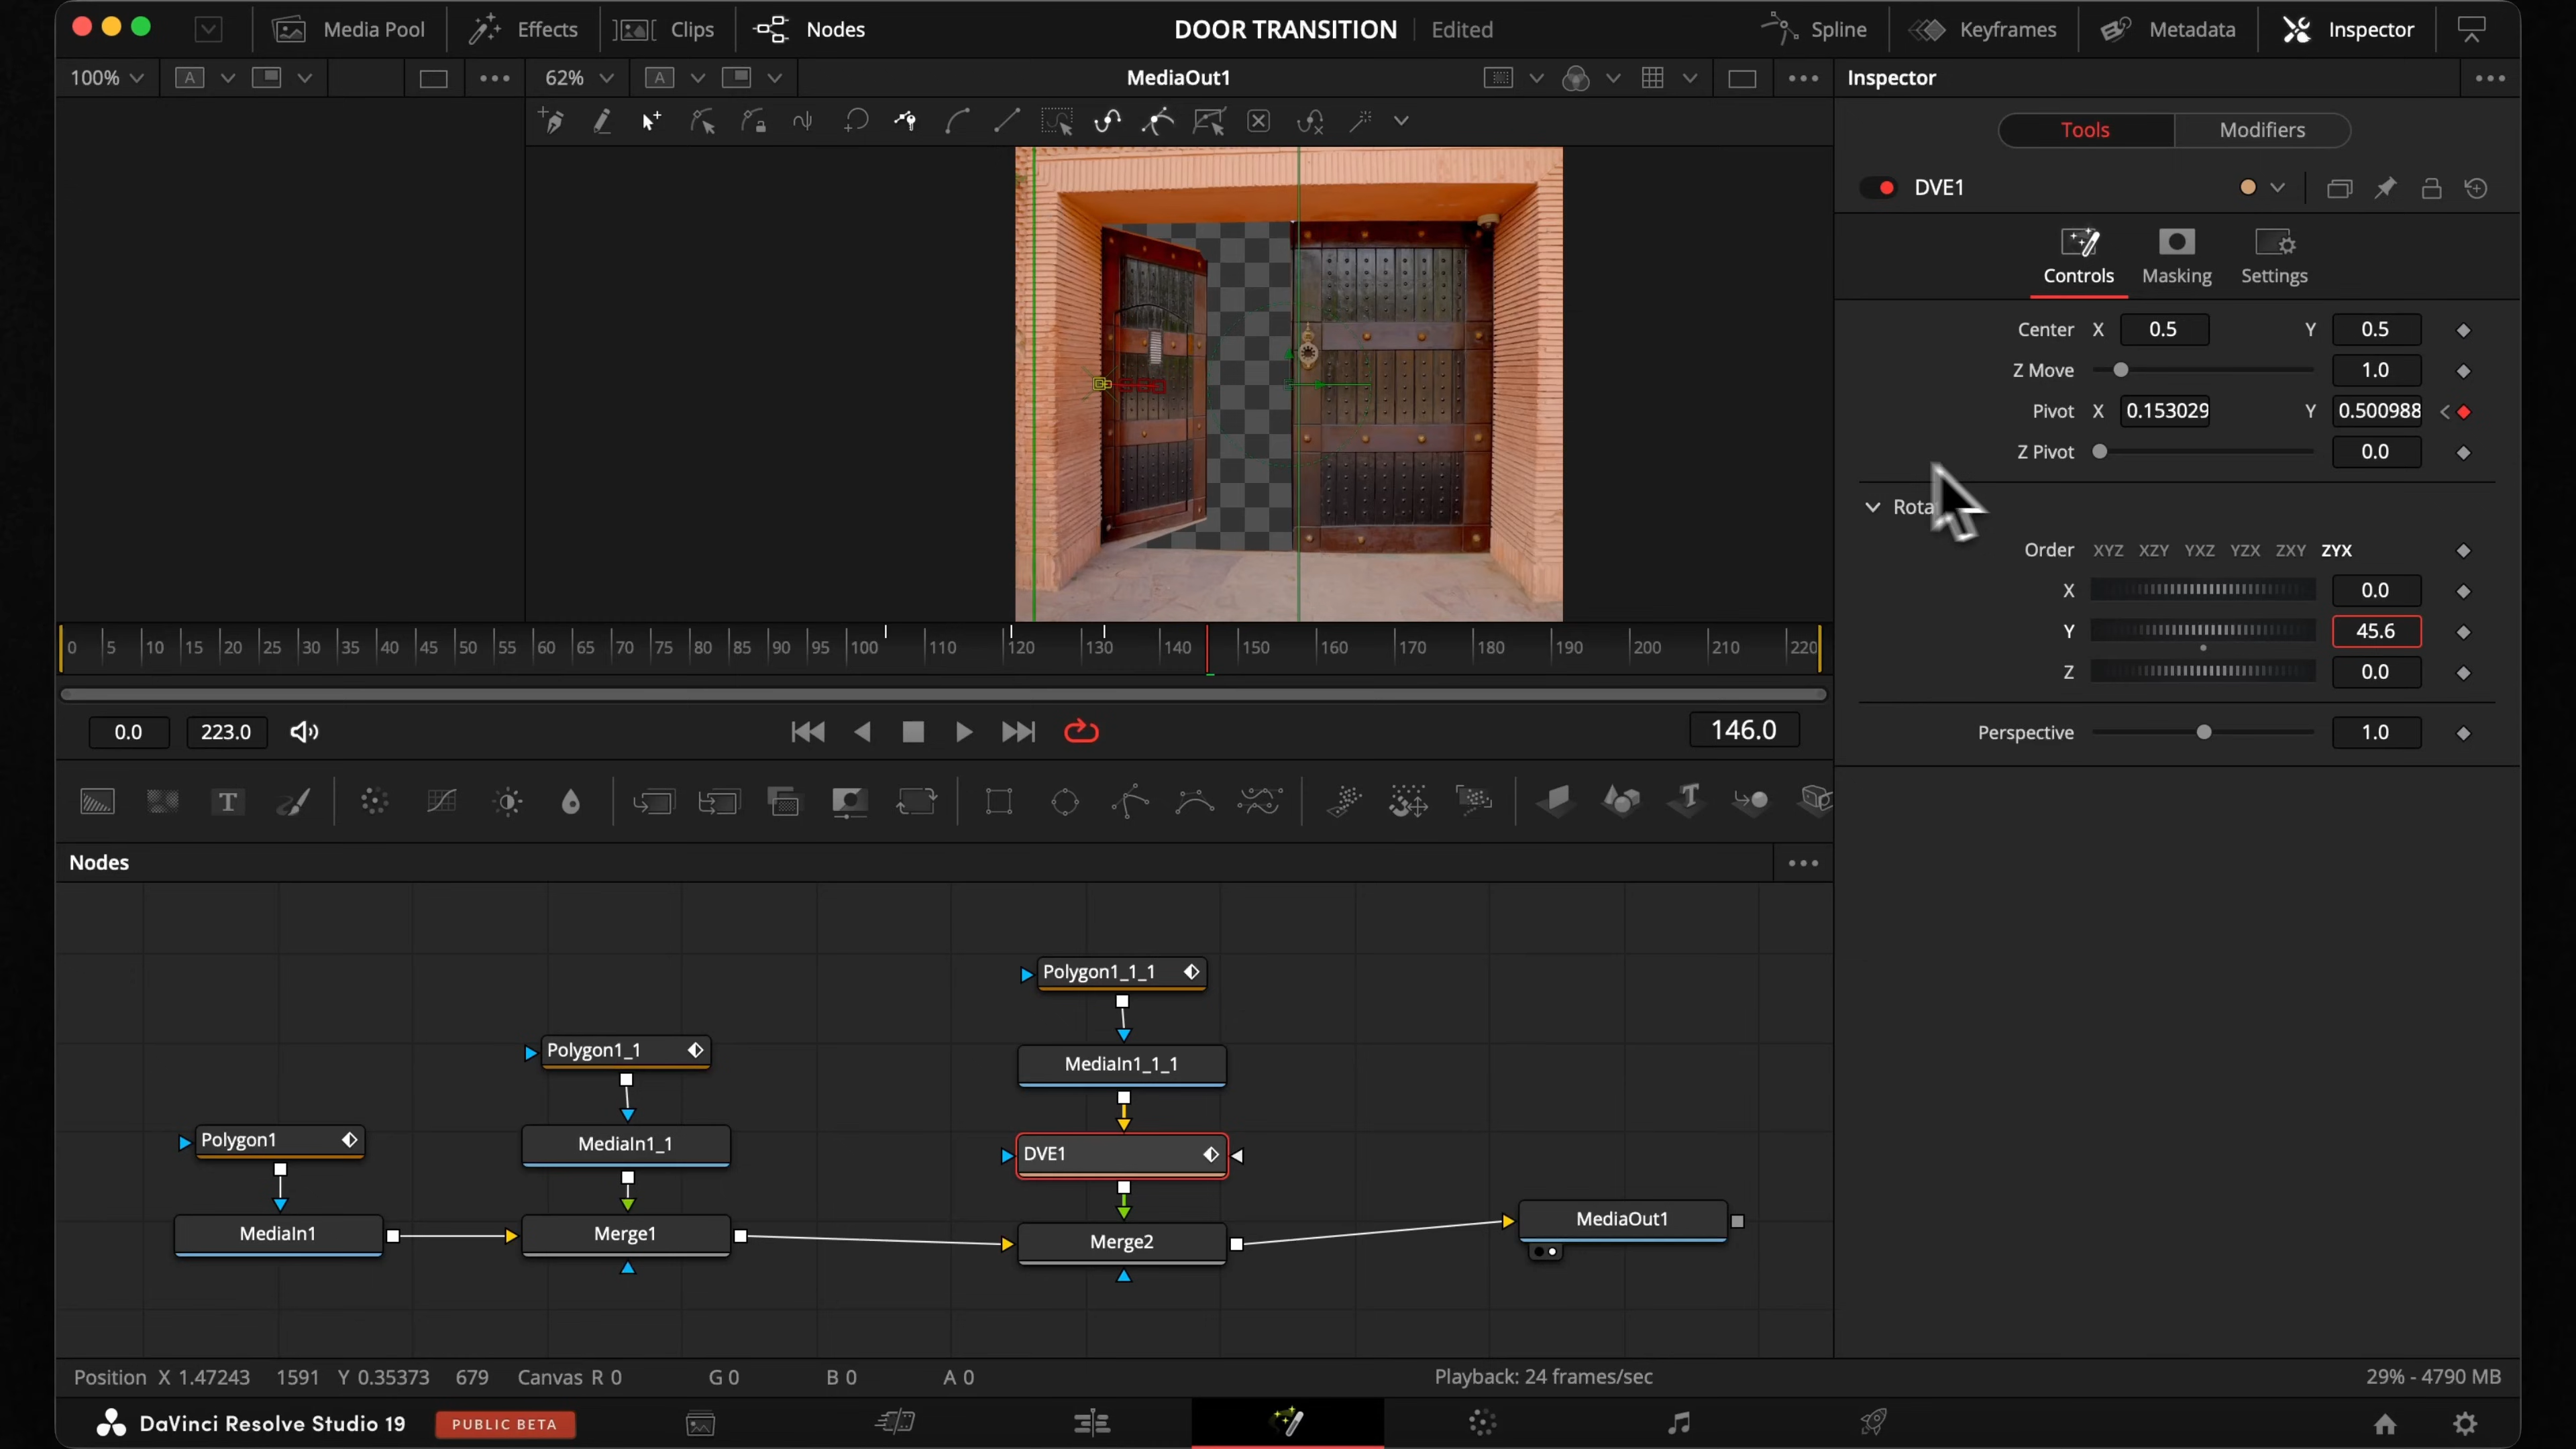 Media Pool Effects Clips Nodes DOOR TRANSITION Edited Spline Keyframes Metadata Inspector
100% A 62% A MediaOut1 Inspector
Tools Modifiers
DVE1
Controls Masking Settings
Center X 0.5 Y 0.5
Z Move 1.0
Pivot X 0.153029 Y 0.500988
Z Pivot 0.0
Order XYZ XZY YXZ YZX ZXY ZYX
X 0.0
Y 45.6
Z 0.0
Perspective 1.0
0 5 10 15 20 25 30 35 40 45 50 55 60 65 70 75 80 85 90 95 100 110 120 130 140 150 160 170 180 190 200 210 220
0.0 223.0 146.0
T
Nodes
Polygon1_1_1
Polygon1_1
MediaIn1_1_1
Polygon1
MediaIn1_1
DVE1
MediaIn1 Merge1 Merge2 MediaOut1
Position X 1.47243 1591 Y 0.35373 679 Canvas R 0 G 0 B 0 A 0 Playback: 24 frames/sec 29% - 4790 MB
DaVinci Resolve Studio 19 PUBLIC BETA